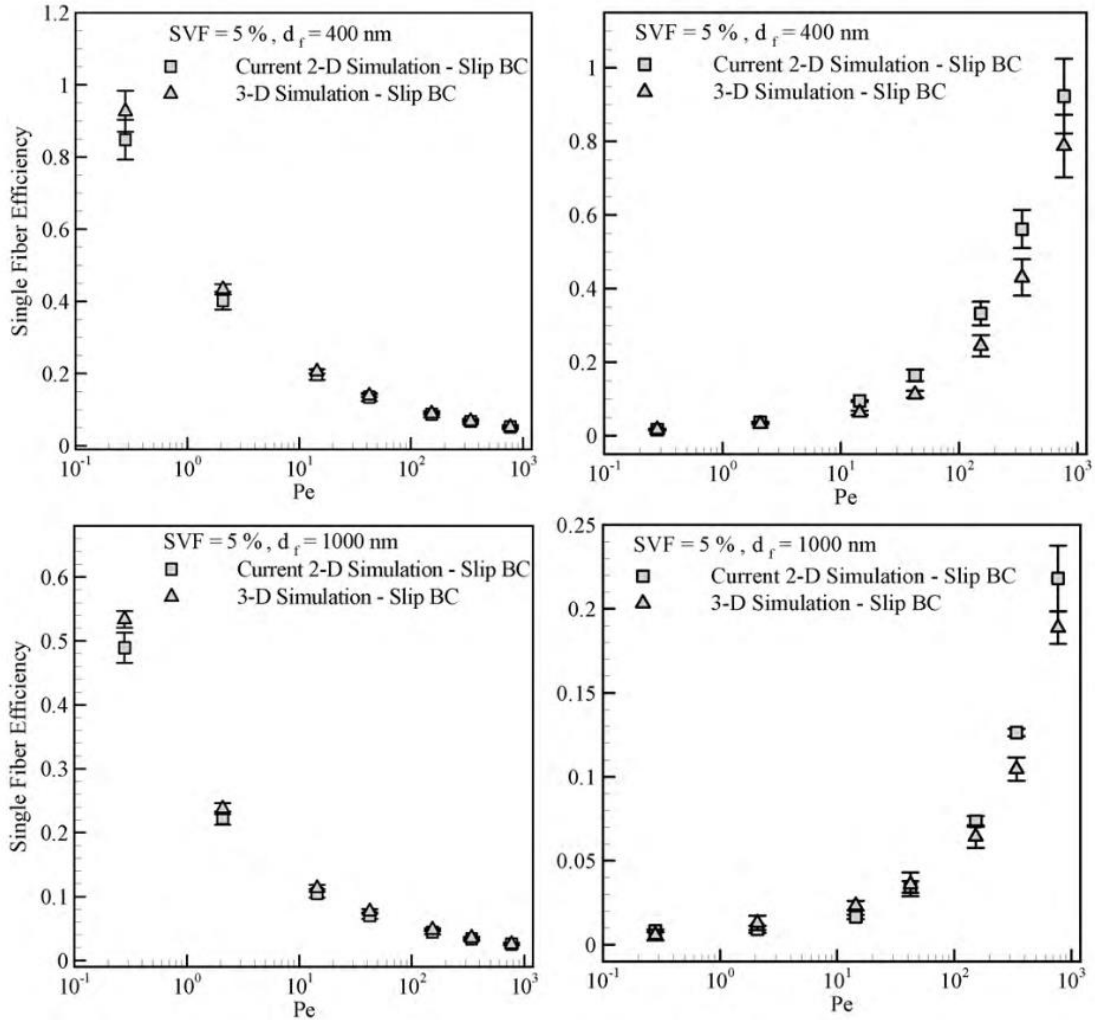 SVF = 5 % , d f = 400 nm
Current 2-D Simulation - Slip BC
3-D Simulation - Slip BC
Single Fiber Efficiency
1.2
1
0.8
0.6
0.4
0.2
0
10-1
100
101
102
103
Pe
SVF = 5 % , d f = 400 nm
Current 2-D Simulation - Slip BC
3-D Simulation - Slip BC
1
0.8
0.6
0.4
0.2
0
10-1
100
101
102
103
Pe
SVF = 5 % , d f = 1000 nm
Current 2-D Simulation - Slip BC
3-D Simulation - Slip BC
Single Fiber Efficiency
0.6
0.5
0.4
0.3
0.2
0.1
0
10-1
100
101
102
103
Pe
SVF = 5 % , d f = 1000 nm
Current 2-D Simulation - Slip BC
3-D Simulation - Slip BC
0.25
0.2
0.15
0.1
0.05
0
10-1
100
101
102
103
Pe